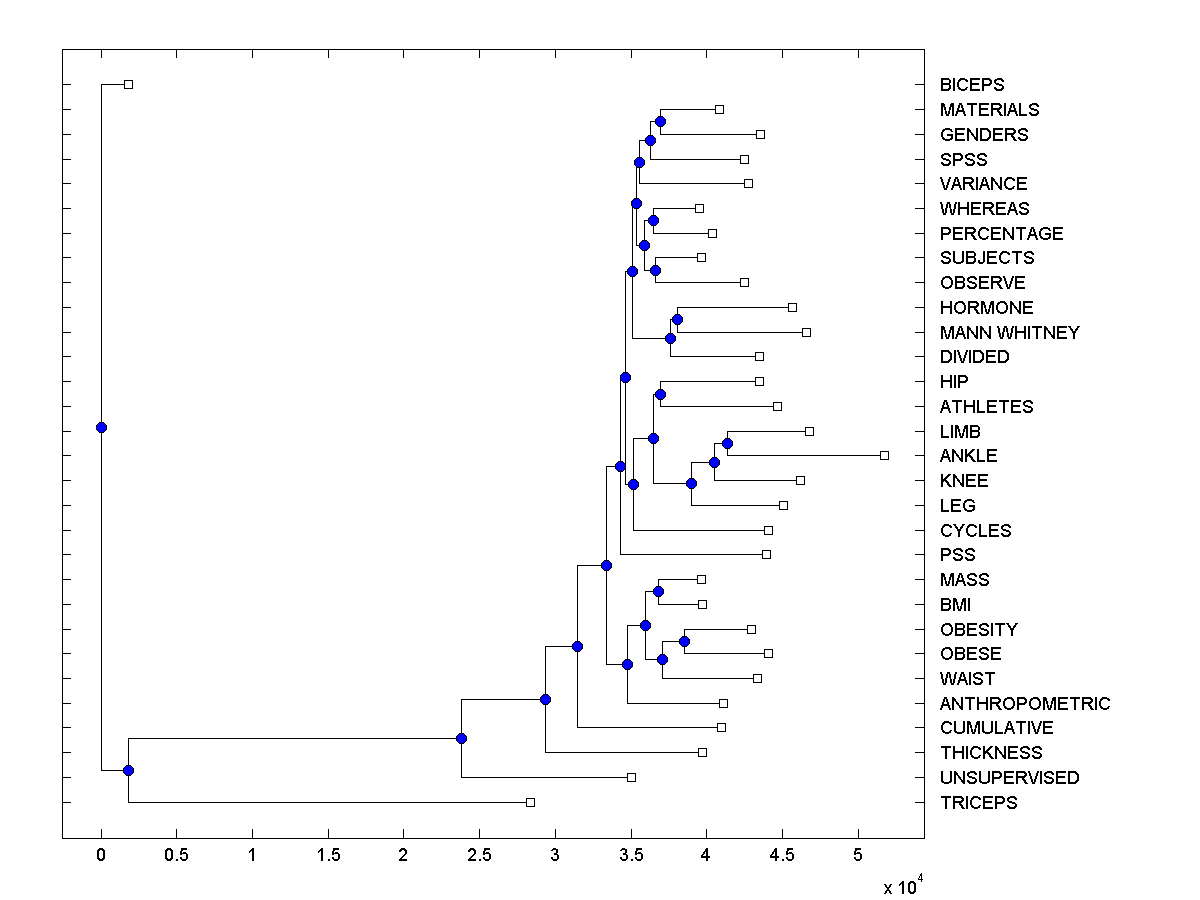 BICEPS
MATERIALS
GENDERS
SPSS
VARIANCE
WHEREAS
PERCENTAGE
SUBJECTS
OBSERVE
HORMONE
MANN WHITNEY
DIVIDED
HIP
ATHLETES
LIMB
ANKLE
KNEE
LEG
CYCLES
PSS
MASS
BMI
OBESITY
OBESE
WAIST
ANTHROPOMETRIC
CUMULATIVE
THICKNESS
UNSUPERVISED
TRICEPS
0 0.5 1 1.5 2 2.5 3 3.5 4 4.5 5
x 10^4